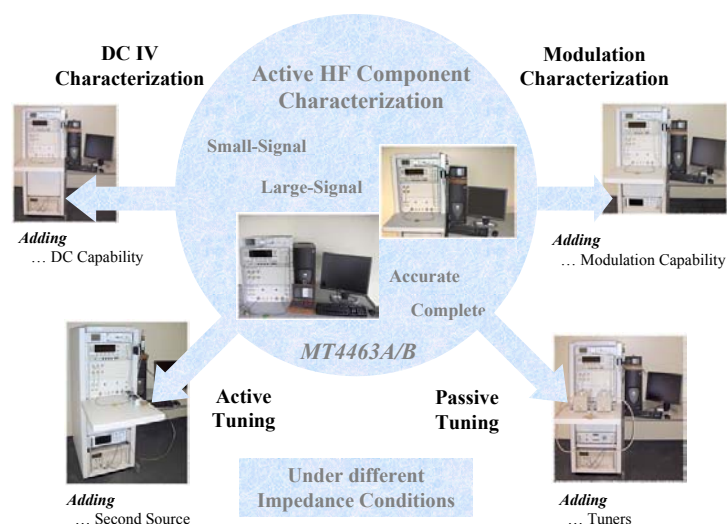 DC IV
Characterization
Active HF Component
Characterization
Modulation
Characterization
Small-Signal
Large-Signal
Adding
… DC Capability
Adding
… Modulation Capability
Accurate
Complete
MT4463A/B
Active
Tuning
Passive
Tuning
Under different
Impedance Conditions
Adding
… Second Source
Adding
… Tuners